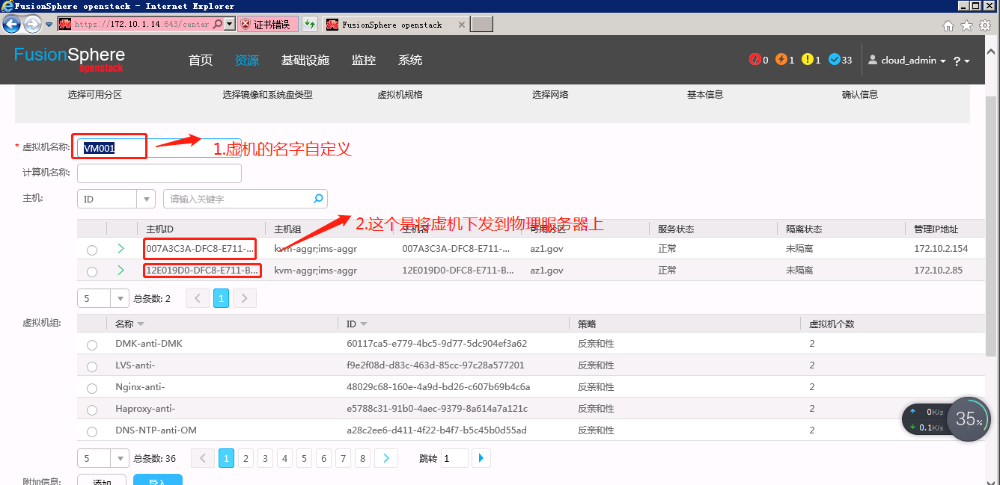 FusionSphere openstack - Internet Explorer
https://172.10.1.14:643/center
证书错误
FusionSphere openstack
FusionSphere
openstack
首页 资源 基础设施 监控 系统
0 1 1 33 cloud_admin ?
选择可用分区 选择镜像和系统盘类型 虚拟机规格 选择网络 基本信息 确认信息
* 虚拟机名称: VM001
1.虚机的名字自定义
计算机名称:
主机: ID 请输入关键字
2.这个是将虚机下发到物理服务器上
主机ID 主机组 主机名 可用分区 服务状态 隔离状态 管理IP地址
007A3C3A-DFC8-E711-... kvm-aggr;ims-aggr 007A3C3A-DFC8-E711-... az1.gov 正常 未隔离 172.10.2.154
12E019D0-DFC8-E711-B... kvm-aggr;ims-aggr 12E019D0-DFC8-E711-B... az1.gov 正常 未隔离 172.10.2.85
5 总条数: 2 1
虚拟机组: 名称 ID 策略 虚拟机个数
DMK-anti-DMK 60117ca5-e779-4bc5-9d77-5dc904ef3a62 反亲和性 2
LVS-anti- f9e2f08d-d83c-463d-85cc-97c28a577201 反亲和性 2
Nginx-anti- 48029c68-160e-4a9d-bd26-c607b69b4c6a 反亲和性 2
Haproxy-anti- e5788c31-91b0-4aec-9379-8a614a7a121c 反亲和性 2
DNS-NTP-anti-OM a28c2ee6-d411-4f22-b4f7-b5c45b0d55ad 反亲和性 2
0K/s
0.1K/s
35%
5 总条数: 36 1 2 3 4 5 6 7 8 跳转 1
附加信息: 添加 导入